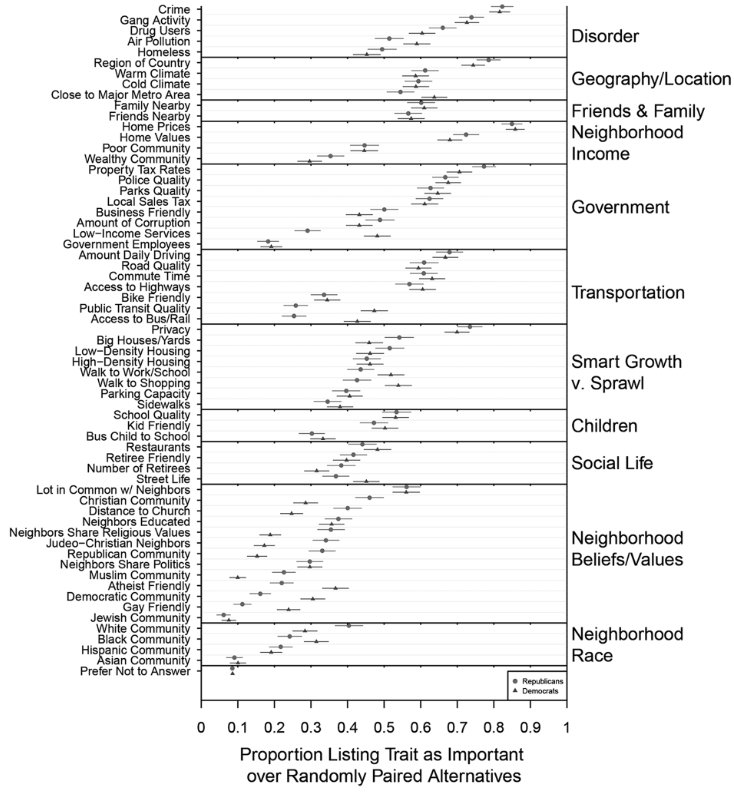 Crime
Gang Activity
Drug Users
Air Pollution
Homeless
Disorder
Region of Country
Warm Climate
Cold Climate
Close to Major Metro Area
Geography/Location
Family Nearby
Friends Nearby
Friends & Family
Home Prices
Home Values
Poor Community
Wealthy Community
Neighborhood
Income
Property Tax Rates
Police Quality
Parks Quality
Local Sales Tax
Business Friendly
Amount of Corruption
Low-Income Services
Government Employees
Government
Amount Daily Driving
Road Quality
Commute Time
Access to Highways
Bike Friendly
Public Transit Quality
Access to Bus/Rail
Transportation
Privacy
Big Houses/Yards
Low-Density Housing
High-Density Housing
Walk to Work/School
Walk to Shopping
Parking Capacity
Sidewalks
Smart Growth
v. Sprawl
School Quality
Kid Friendly
Bus Child to School
Children
Restaurants
Retiree Friendly
Number of Retirees
Street Life
Social Life
Lot in Common w/ Neighbors
Christian Community
Distance to Church
Neighbors Educated
Neighbors Share Religious Values
Judeo-Christian Neighbors
Republican Community
Neighbors Share Politics
Muslim Community
Atheist Friendly
Democratic Community
Gay Friendly
Jewish Community
Neighborhood
Beliefs/Values
White Community
Black Community
Hispanic Community
Asian Community
Neighborhood
Race
Prefer Not to Answer
Republicans
Democrats
0 0.1 0.2 0.3 0.4 0.5 0.6 0.7 0.8 0.9 1
Proportion Listing Trait as Important
over Randomly Paired Alternatives